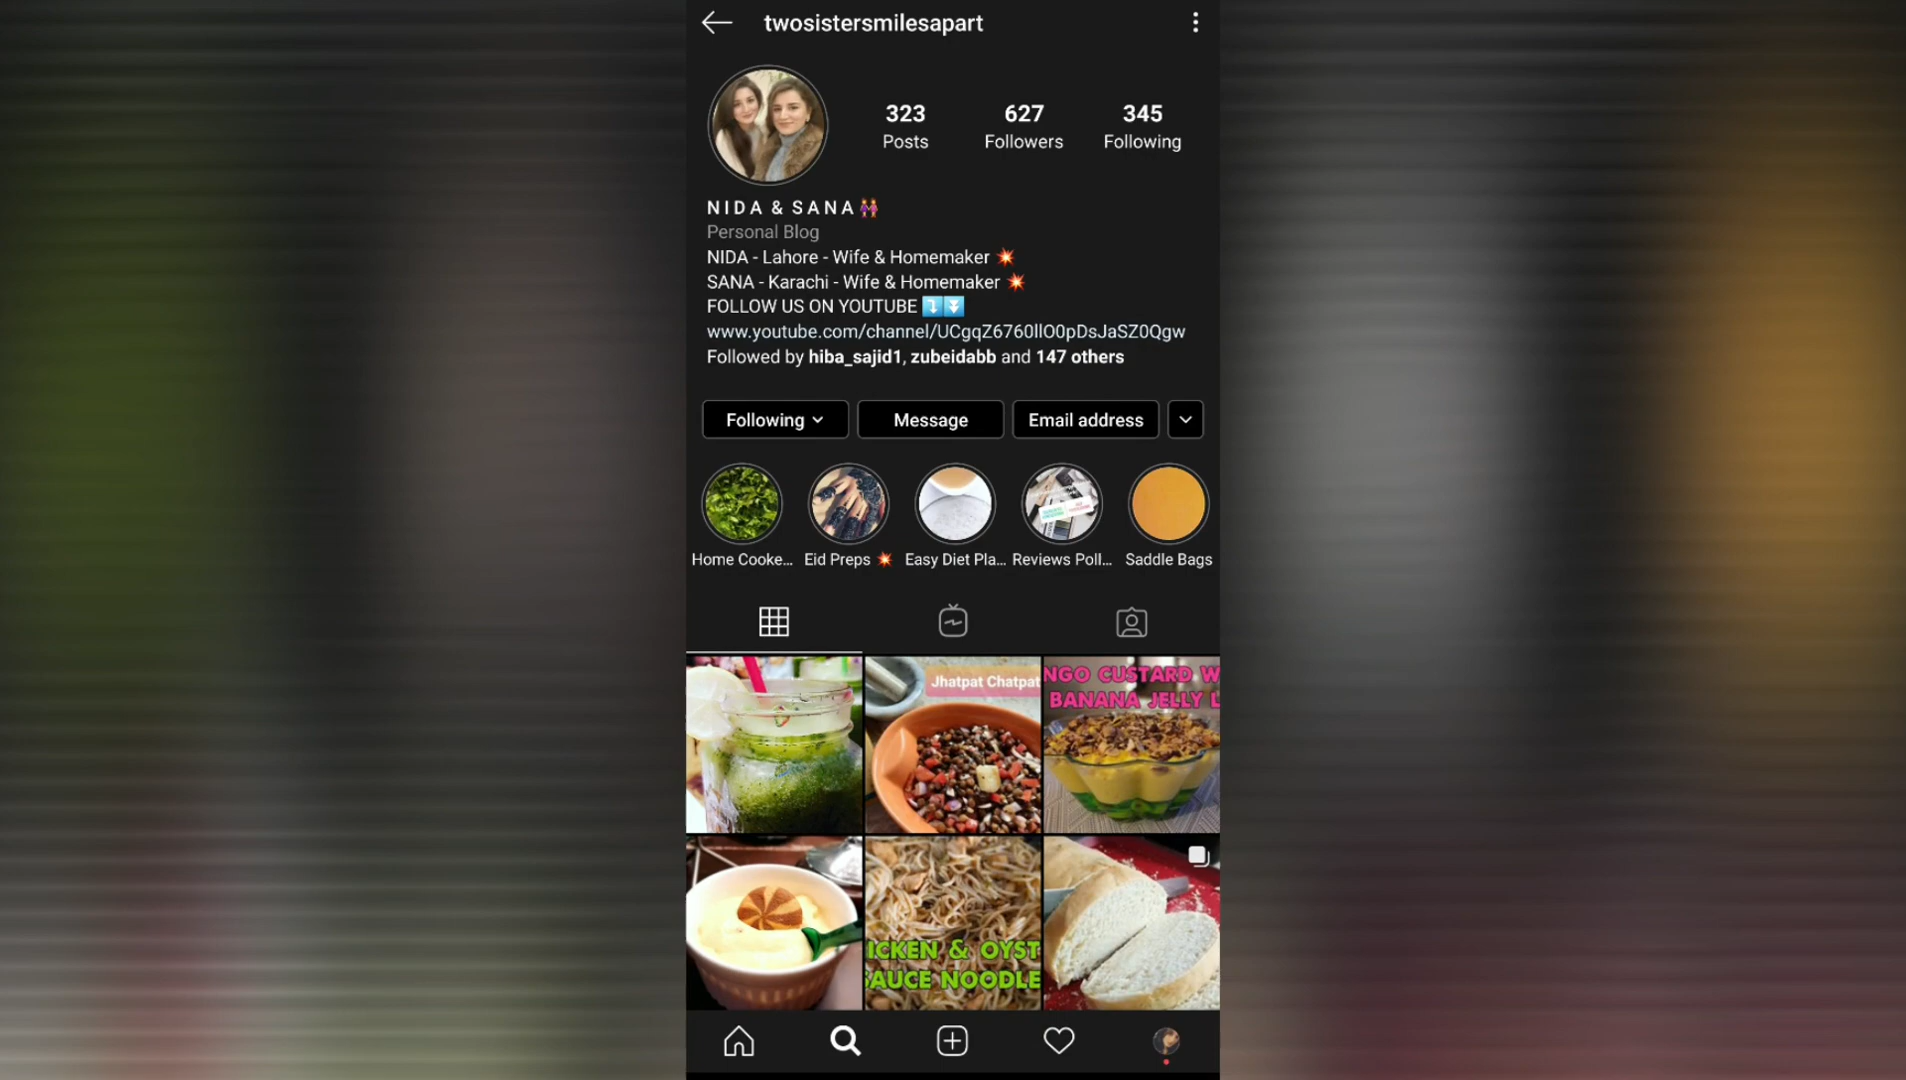 twosistersmilesapart
323 627 345
Posts Followers Following
NIDA & SANA👭
Personal Blog
NIDA - Lahore - Wife & Homemaker 💥
SANA - Karachi - Wife & Homemaker 💥
FOLLOW US ON YOUTUBE ⤵️⏬
www.youtube.com/channel/UCgqZ6760llO0pDsJaSZ0Qgw
Followed by hiba_sajid1, zubeidabb and 147 others
Following Message Email address
Home Cooke... Eid Preps 💥 Easy Diet Pla... Reviews Poll... Saddle Bags
Jhatpat Chatpat
NGO CUSTARD W
BANANA JELLY L
ICKEN & OYST
SAUCE NOODLE